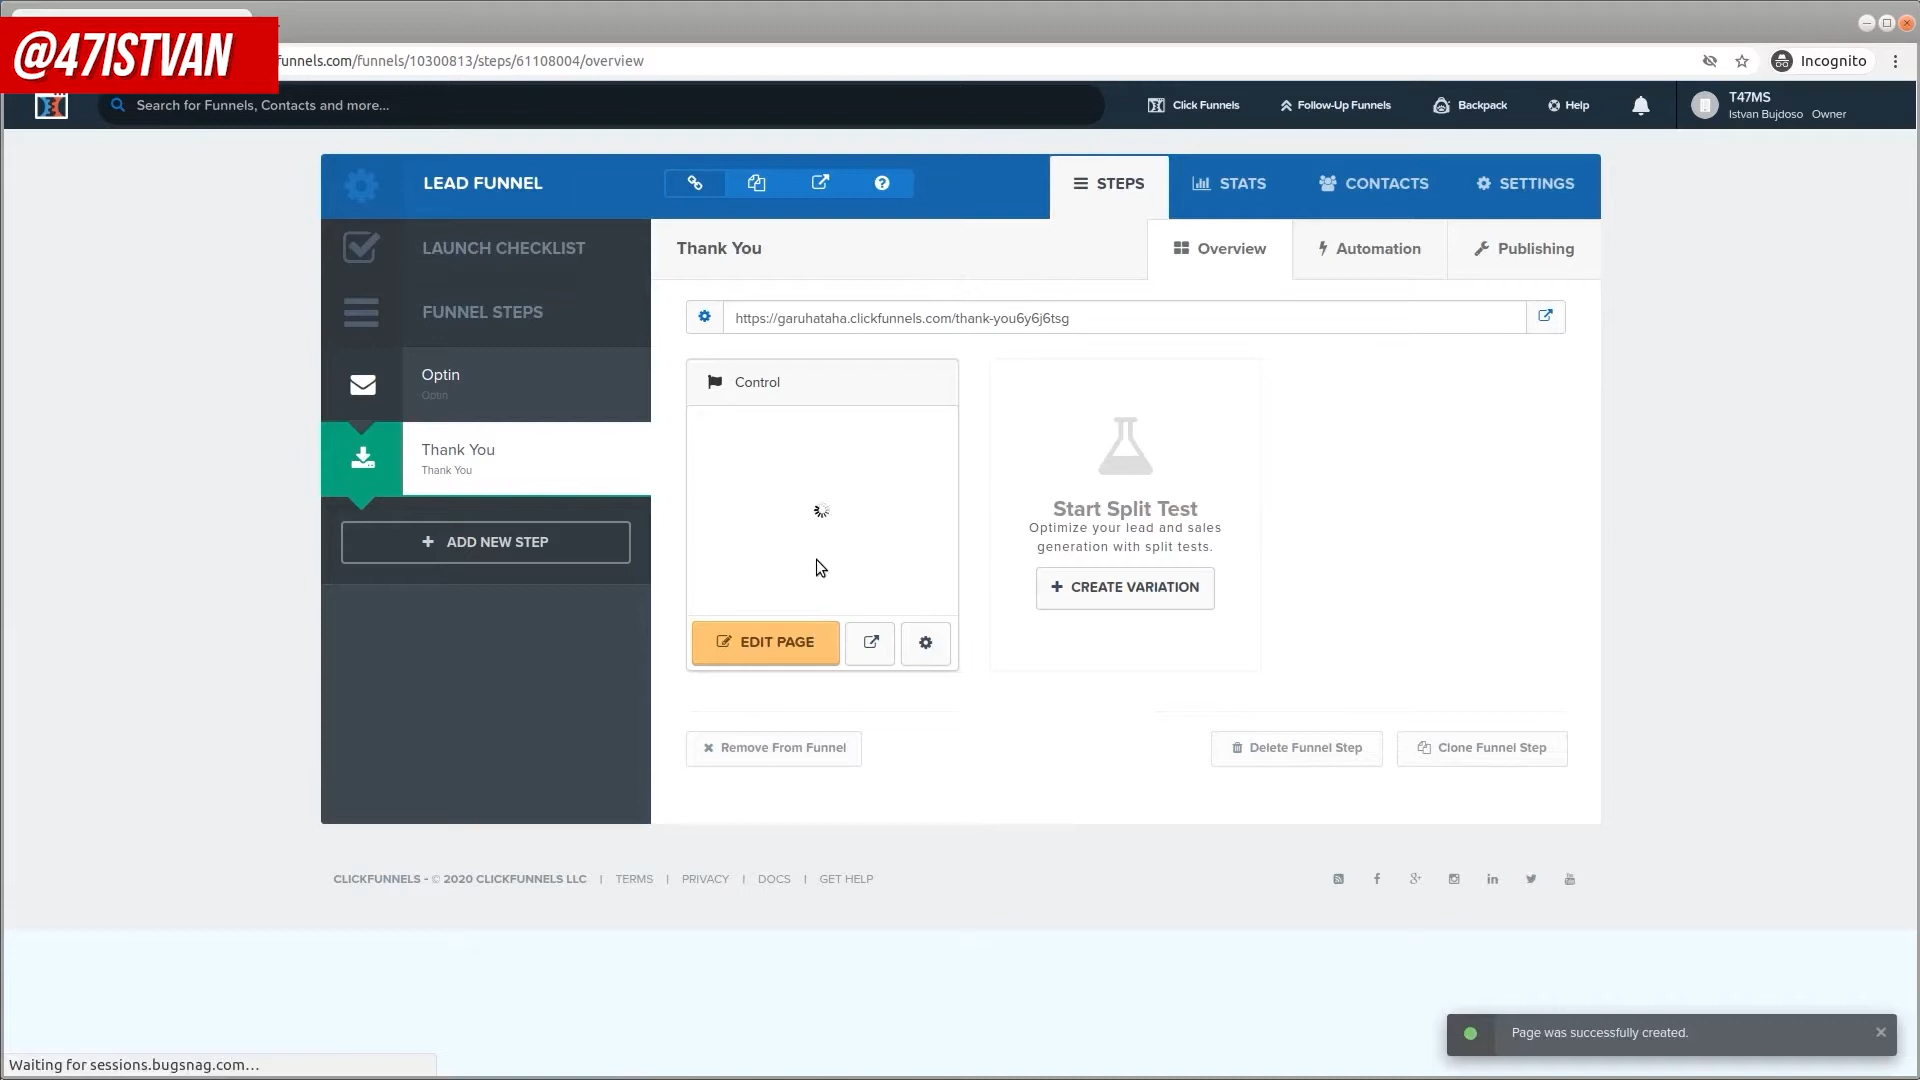 @47ISTVAN
funnels.com/funnels/10300813/steps/61108004/overview
Incognito
Search for Funnels, Contacts and more...
Click Funnels
Follow-Up Funnels
Backpack
Help
T47MS
Istvan Bujdoso Owner
LEAD FUNNEL
STEPS
STATS
CONTACTS
SETTINGS
LAUNCH CHECKLIST
Thank You
Overview
Automation
Publishing
FUNNEL STEPS
https://garuhataha.clickfunnels.com/thank-you6y6j6tsg
Optin
Optin
Control
Thank You
Thank You
Start Split Test
Optimize your lead and sales
generation with split tests.
+ ADD NEW STEP
+ CREATE VARIATION
EDIT PAGE
Remove From Funnel
Delete Funnel Step
Clone Funnel Step
CLICKFUNNELS - © 2020 CLICKFUNNELS LLC | TERMS | PRIVACY | DOCS | GET HELP
Page was successfully created.
Waiting for sessions.bugsnag.com...